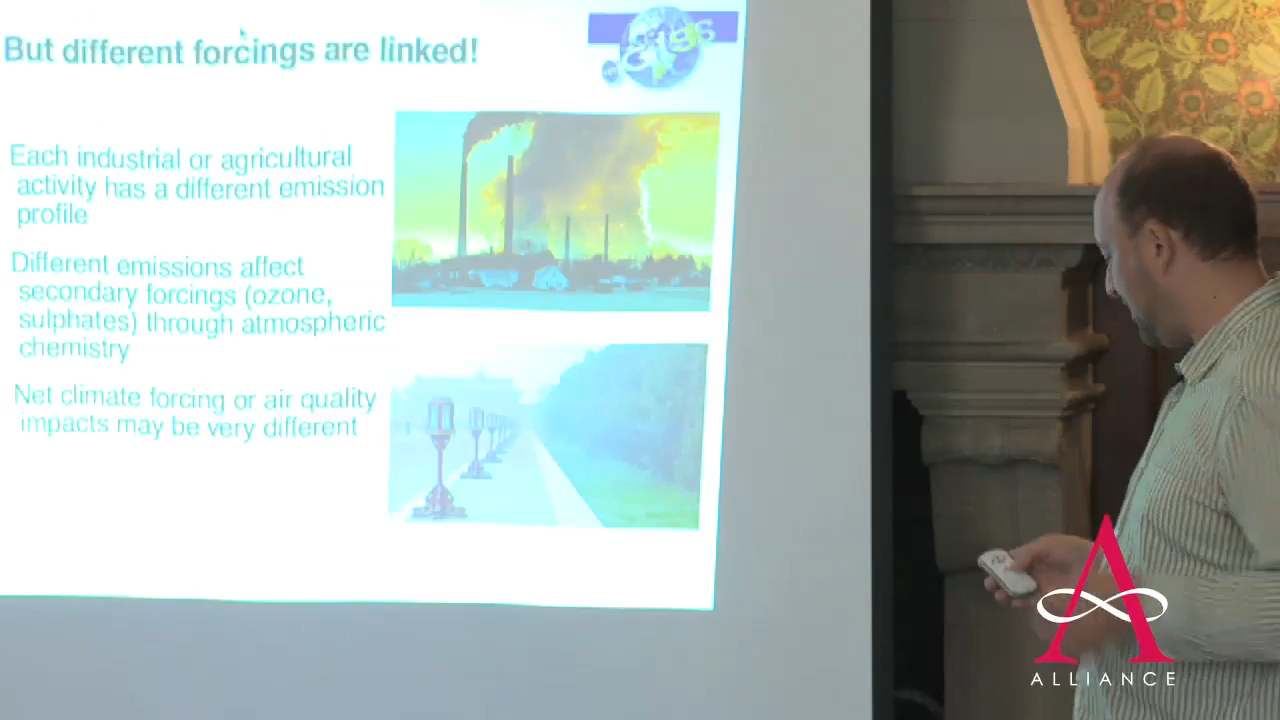 But different forcings are linked!
giss
Each industrial or agricultural
activity has a different emission
profile
Different emissions affect
secondary forcings (ozone,
sulphates) through atmospheric
chemistry
Net climate forcing or air quality
impacts may be very different
A
ALLIANCE